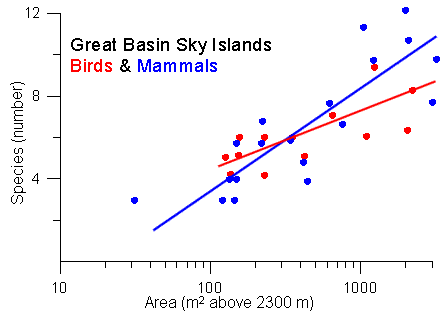 12
Great Basin Sky Islands
Birds & Mammals
8
Species (number)
4
10
100
1000
Area (m² above 2300 m)